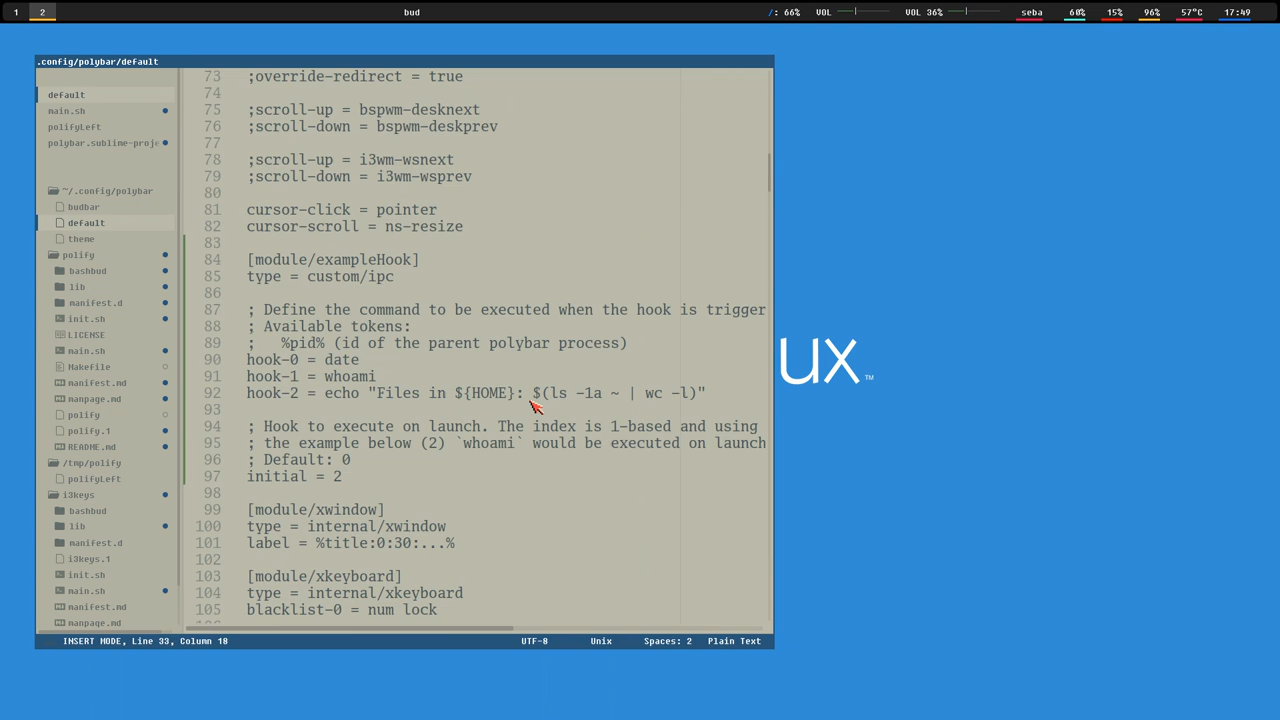 1 2 bud /: 66% VOL VOL 36% seba 60% 15% 96% 57°C 17:49
.config/polybar/default
default
main.sh
polifyLeft
polybar.sublime-proje
~/.config/polybar
budbar
default
theme
polify
bashbud
lib
manifest.d
init.sh
LICENSE
main.sh
Makefile
manifest.md
manpage.md
polify
polify.1
README.md
/tmp/polify
polifyLeft
i3keys
bashbud
lib
manifest.d
i3keys.1
init.sh
main.sh
manifest.md
manpage.md
73 ;override-redirect = true
74
75 ;scroll-up = bspwm-desknext
76 ;scroll-down = bspwm-deskprev
77
78 ;scroll-up = i3wm-wsnext
79 ;scroll-down = i3wm-wsprev
80
81 cursor-click = pointer
82 cursor-scroll = ns-resize
83
84 [module/exampleHook]
85 type = custom/ipc
86
87 ; Define the command to be executed when the hook is trigger
88 ; Available tokens:
89 ;   %pid% (id of the parent polybar process)
90 hook-0 = date
91 hook-1 = whoami
92 hook-2 = echo "Files in ${HOME}: $(ls -1a ~ | wc -l)"
93
94 ; Hook to execute on launch. The index is 1-based and using
95 ; the example below (2) `whoami` would be executed on launch
96 ; Default: 0
97 initial = 2
98
99 [module/xwindow]
100 type = internal/xwindow
101 label = %title:0:30:...%
102
103 [module/xkeyboard]
104 type = internal/xkeyboard
105 blacklist-0 = num lock
INSERT MODE, Line 33, Column 18 UTF-8 Unix Spaces: 2 Plain Text
ux™